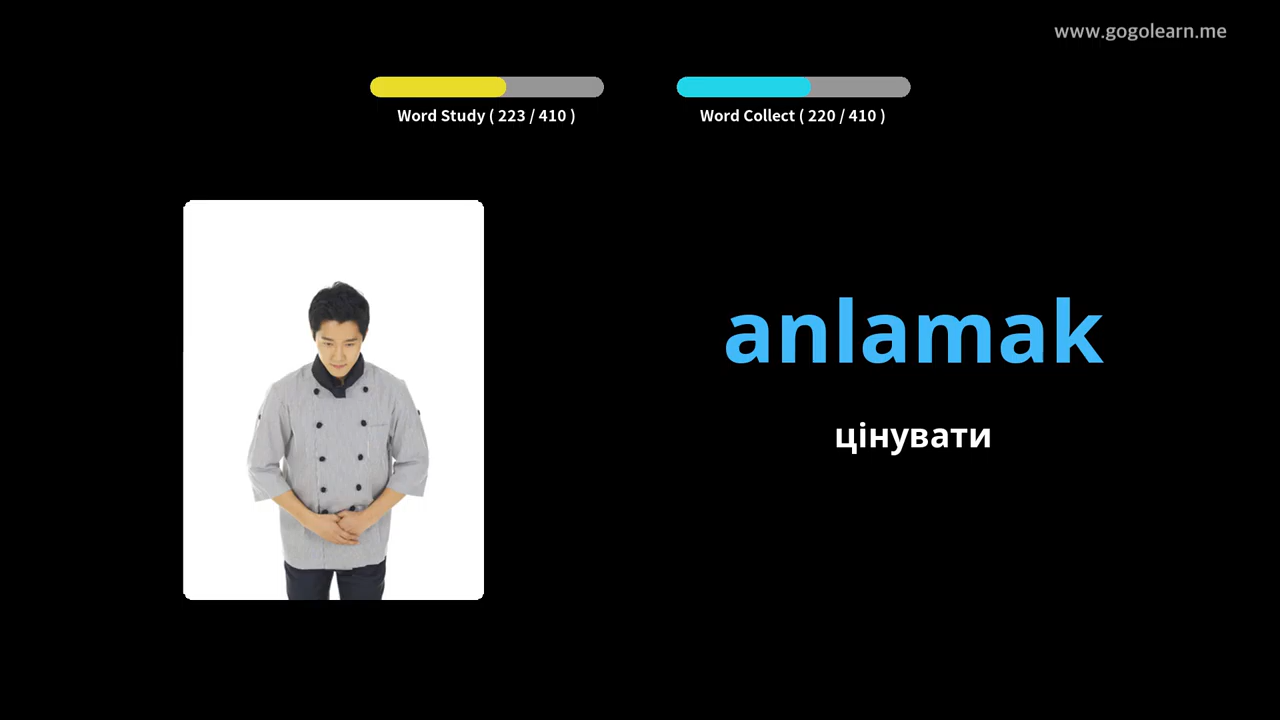 www.gogolearn.me
Word Study ( 223 / 410 )
Word Collect ( 220 / 410 )
anlamak
цінувати